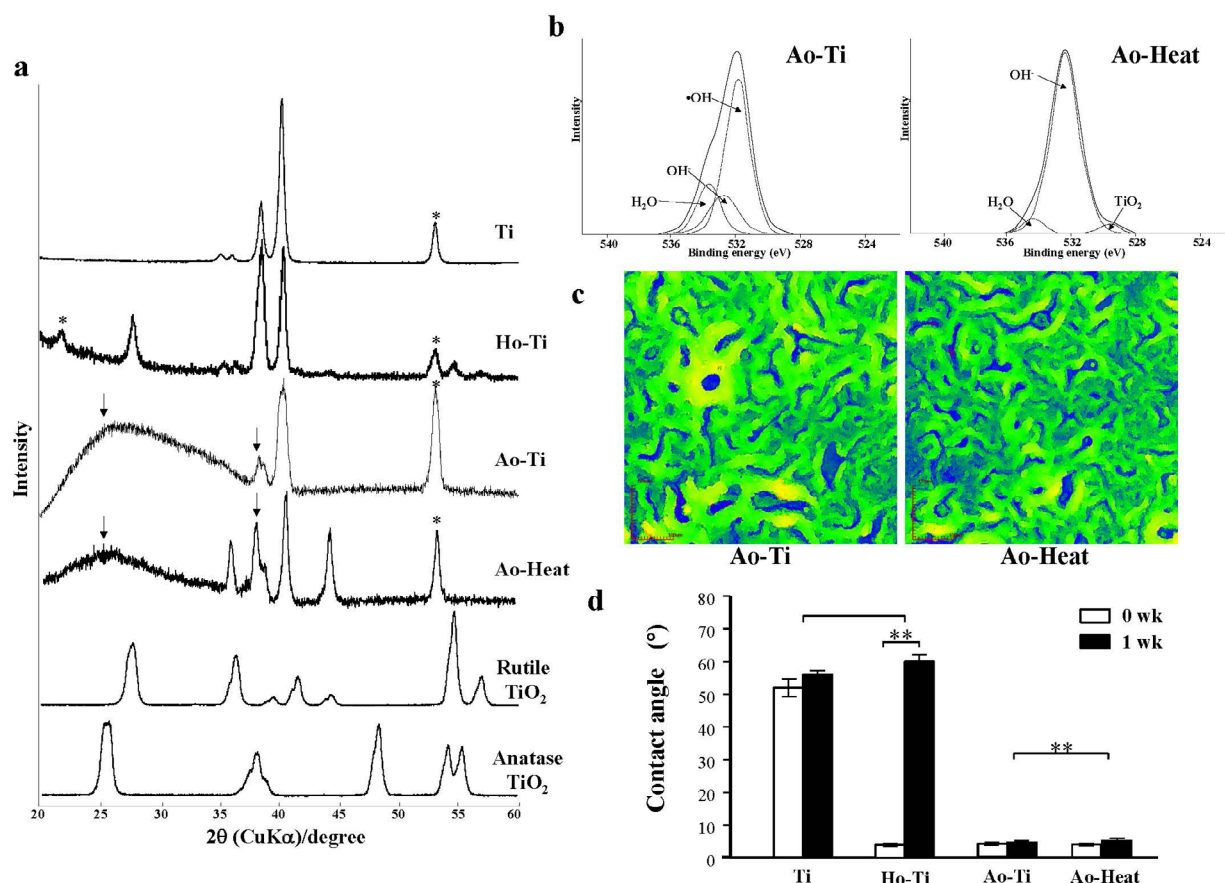 a
Intensity
Ti
*
Ho-Ti
*
*
Ao-Ti
*
Ao-Heat
*
Rutile
TiO2
Anatase
TiO2
20 25 30 35 40 45 50 55 60
2θ (CuKα)/degree
b
Ao-Ti
Intensity
•OH
OH-
H2O
540 536 532 528 524
Binding energy (eV)
Ao-Heat
Intensity
OH-
H2O
TiO2
540 536 532 528 524
Binding energy (eV)
c
Ao-Ti
Ao-Heat
d
Contact angle (°)
80
70
60
50
40
30
20
10
0
0 wk
1 wk
**
**
Ti Ho-Ti Ao-Ti Ao-Heat